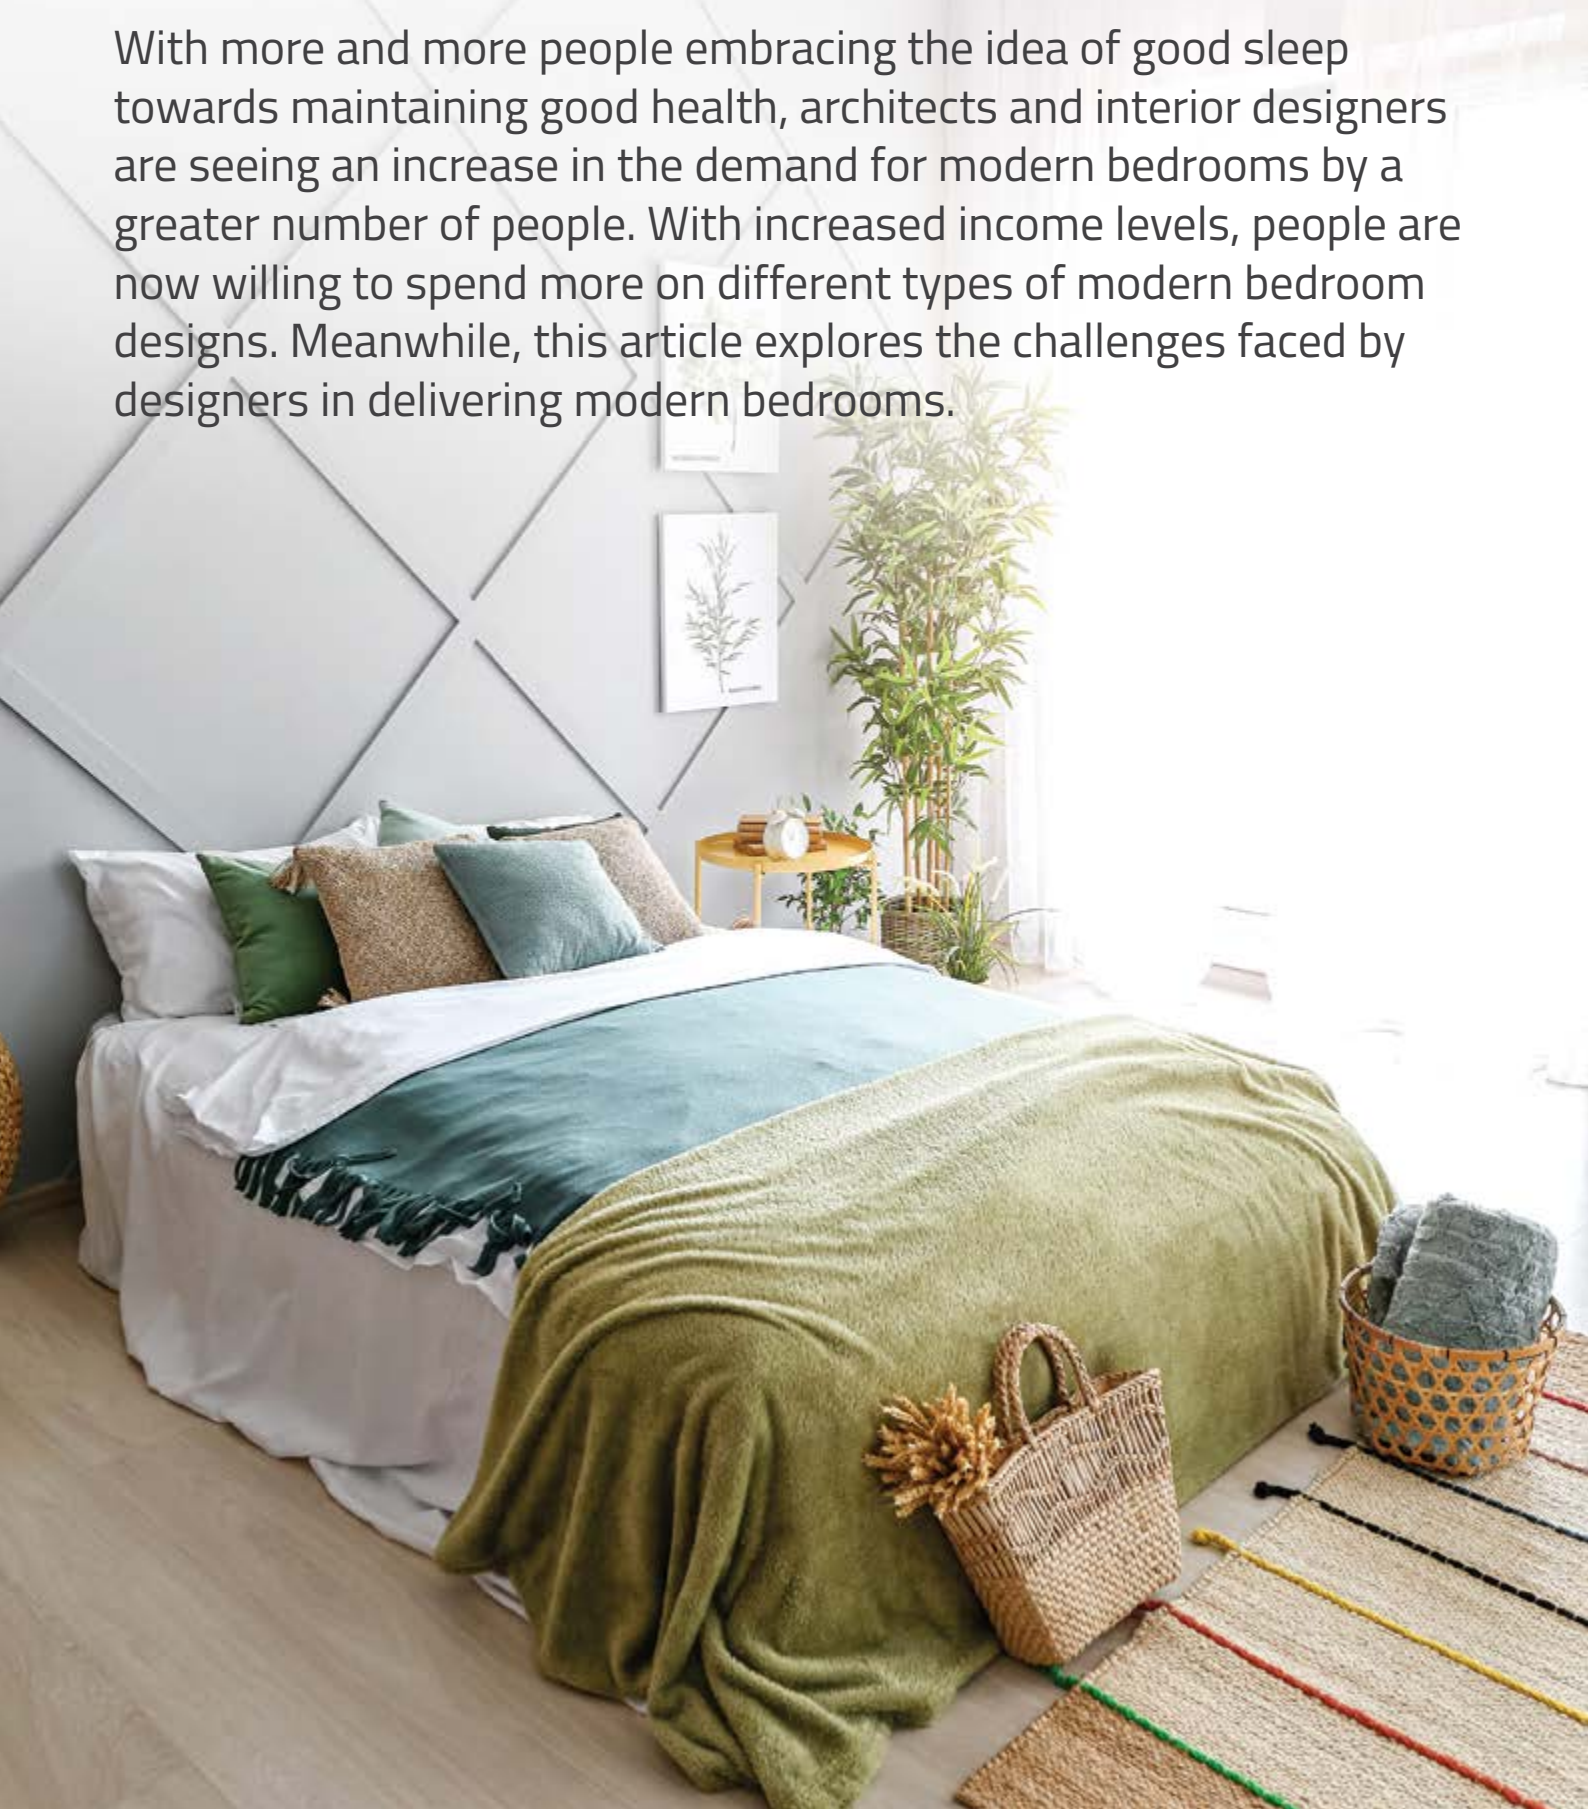 With more and more people embracing the idea of good sleep
towards maintaining good health, architects and interior designers
are seeing an increase in the demand for modern bedrooms by a
greater number of people. With increased income levels, people are
now willing to spend more on different types of modern bedroom
designs. Meanwhile, this article explores the challenges faced by
designers in delivering modern bedrooms.